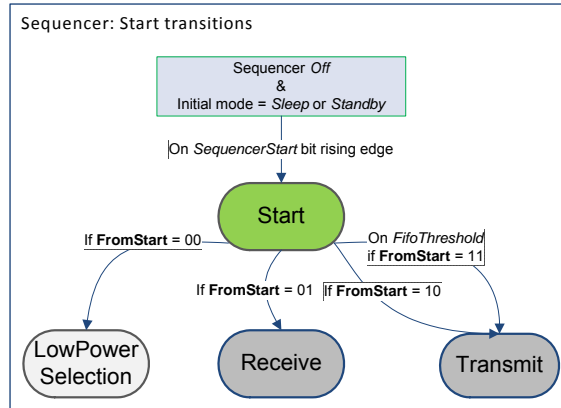 Sequencer: Start transitions
Sequencer Off
&
Initial mode = Sleep or Standby
On SequencerStart bit rising edge
Start
If FromStart = 00
On FifoThreshold
if FromStart = 11
If FromStart = 01
If FromStart = 10
LowPower
Selection
Receive
Transmit